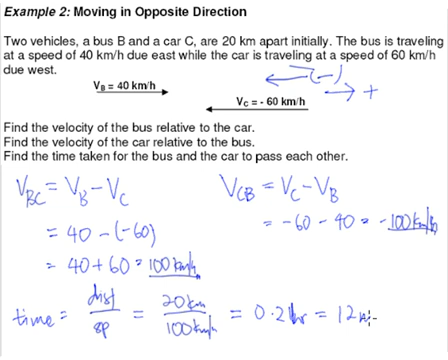 Example 2: Moving in Opposite Direction
Two vehicles, a bus B and a car C, are 20 km apart initially. The bus is traveling
at a speed of 40 km/h due east while the car is traveling at a speed of 60 km/h
due west.
V_B = 40 km/h
(-)
+
V_C = - 60 km/h
Find the velocity of the bus relative to the car.
Find the velocity of the car relative to the bus.
Find the time taken for the bus and the car to pass each other.
V_BC = V_B - V_C
= 40 - (-60)
= 40 + 60 = 100 km/h
V_CB = V_C - V_B
= -60 - 40 = -100 km/h
time = dist/sp = 20km/100km/h = 0.2 hr = 12